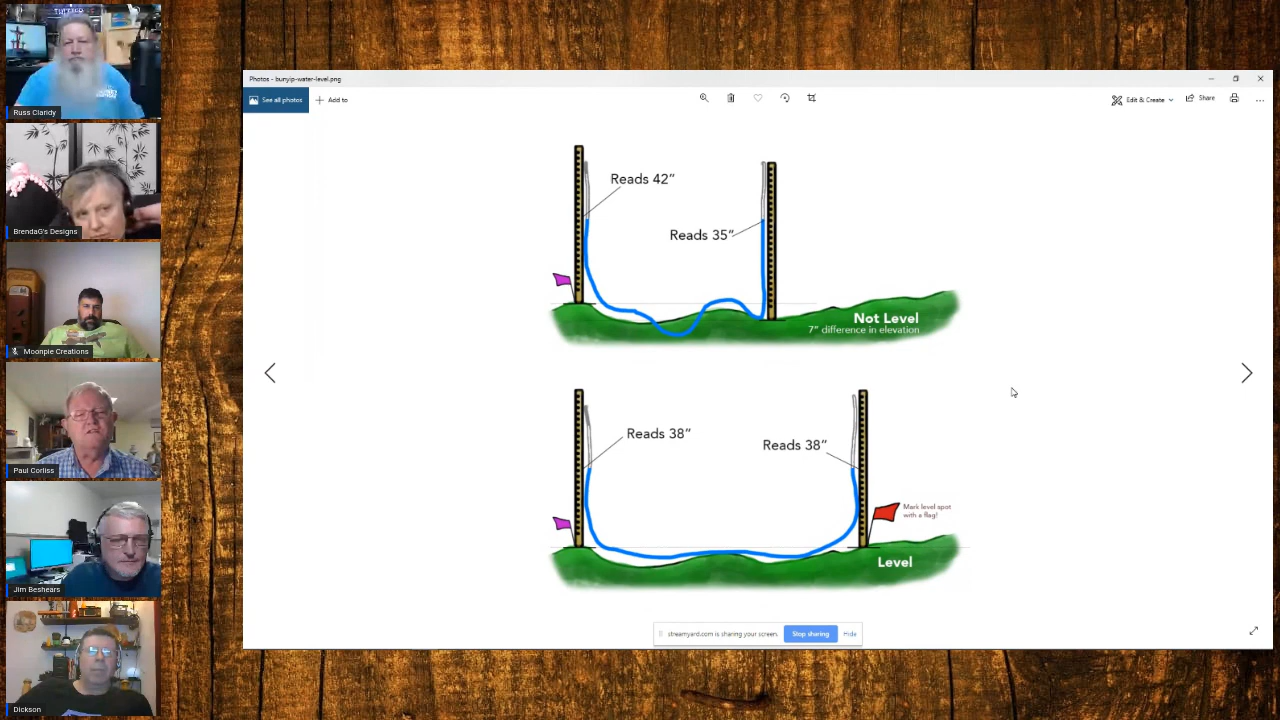 Russ Claridy
BrendaG's Designs
Moonpie Creations
Paul Corliss
Jim Beshears
Dickson
Photos - bunyip-water-level.png
See all photos
Add to
Edit & Create
Share
Reads 42"
Reads 35"
Not Level
7" difference in elevation
Reads 38"
Reads 38"
Mark level spot
with a flag!
Level
streamyard.com is sharing your screen.
Stop sharing
Hide